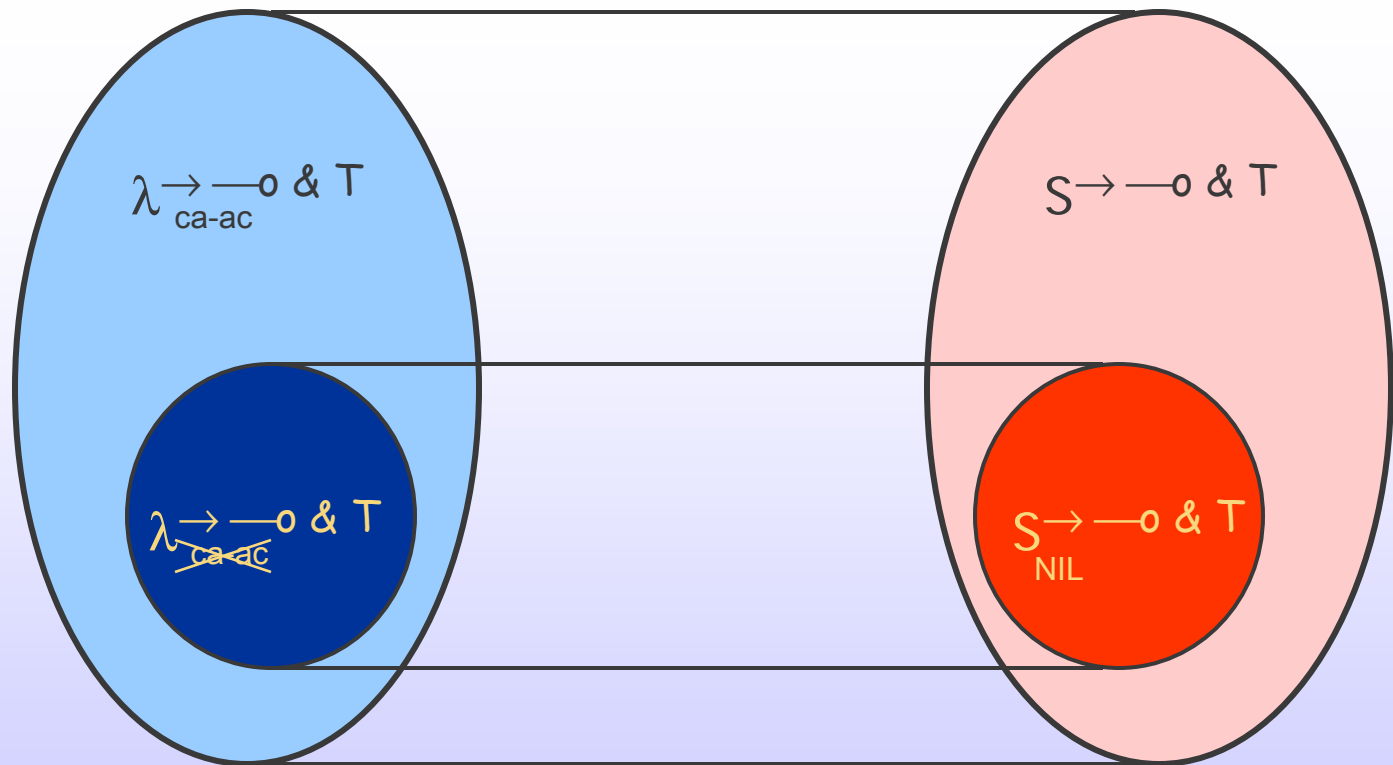 λ→ —o & T
ca-ac
S→ —o & T
λ→ —o & T
ca-ac
S→ —o & T
NIL